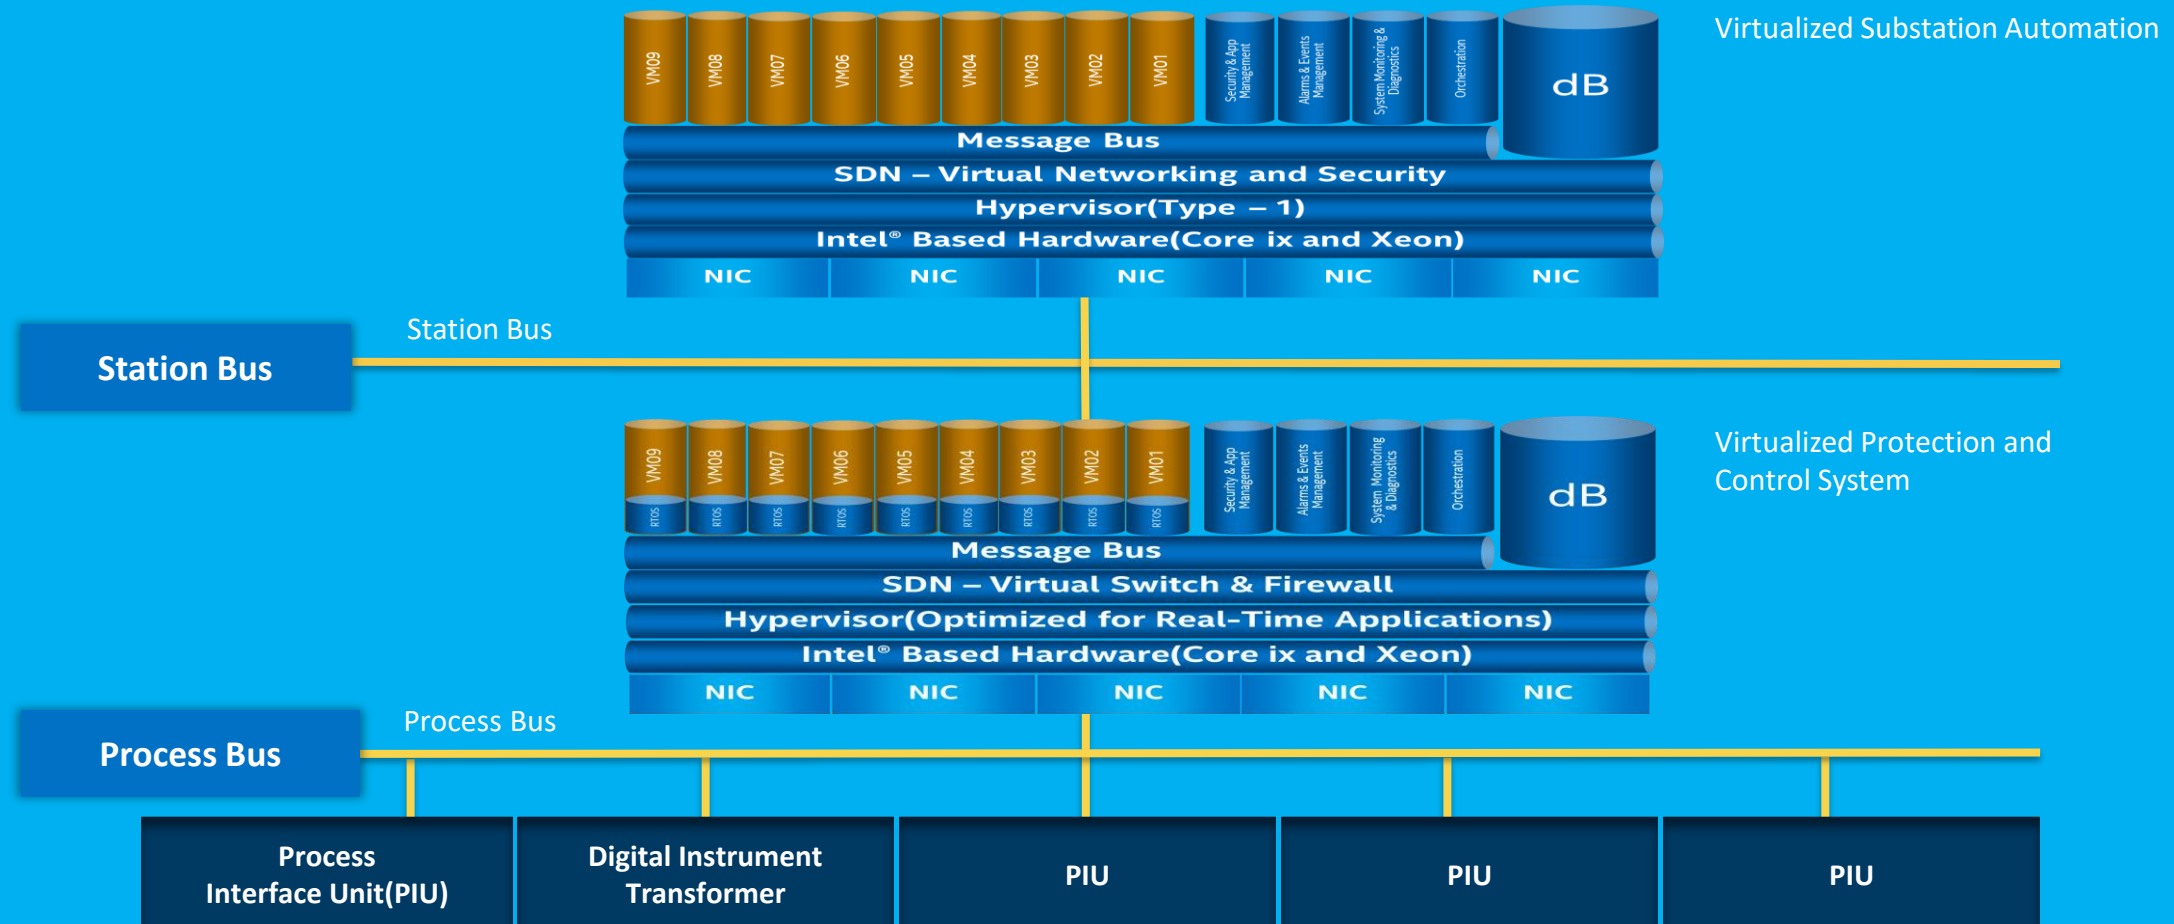 Virtualized Substation Automation
VM09
VM08
VM07
VM06
VM05
VM04
VM03
VM02
VM01
Security & App
Management
Alarms & Events
Management
System Monitoring &
Diagnostics
Orchestration
dB
Message Bus
SDN – Virtual Networking and Security
Hypervisor(Type – 1)
Intel® Based Hardware(Core ix and Xeon)
NIC
NIC
NIC
NIC
NIC
Station Bus
Station Bus
Virtualized Protection and
Control System
VM09
VM08
VM07
VM06
VM05
VM04
VM03
VM02
VM01
RTOS
RTOS
RTOS
RTOS
RTOS
RTOS
RTOS
RTOS
RTOS
Security & App
Management
Alarms & Events
Management
System Monitoring
& Diagnostics
Orchestration
dB
Message Bus
SDN – Virtual Switch & Firewall
Hypervisor(Optimized for Real-Time Applications)
Intel® Based Hardware(Core ix and Xeon)
NIC
NIC
NIC
NIC
NIC
Process Bus
Process Bus
Process
Interface Unit(PIU)
Digital Instrument
Transformer
PIU
PIU
PIU